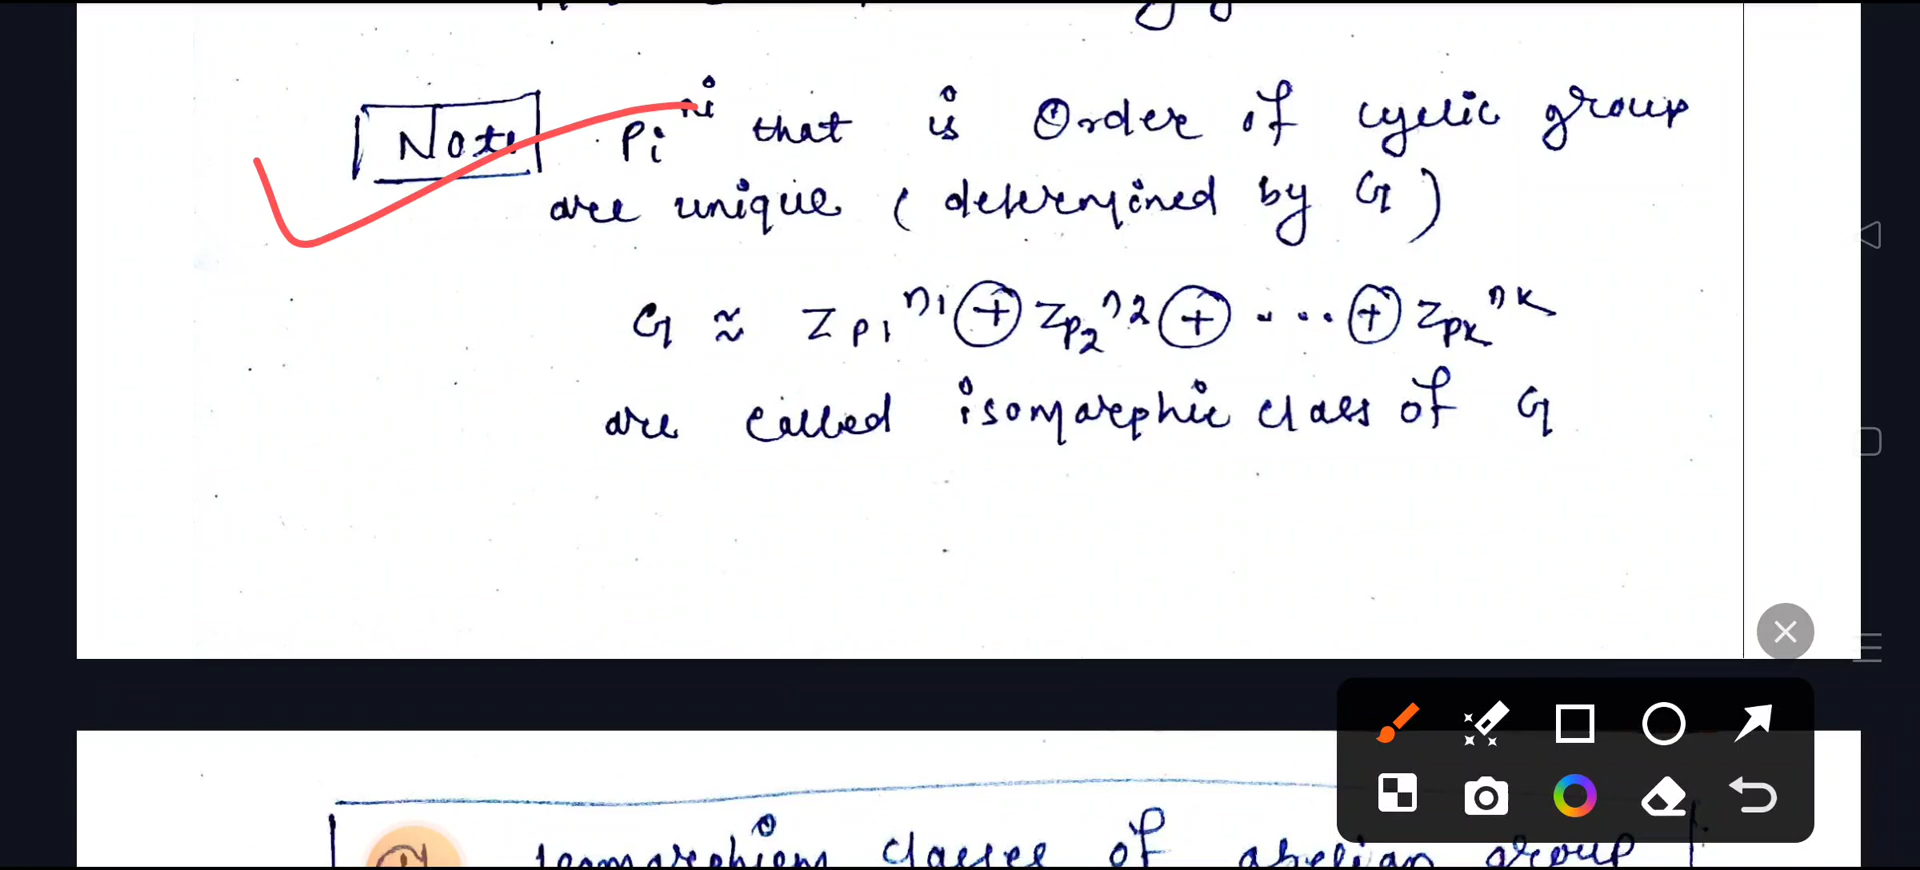 Note pi^ni that is Order of cyclic group
are unique ( determined by G )
G ≈ Z p1^n1 ⊕ Zp2^n2 ⊕ ... ⊕ Zpk^nk
are called isomorphic class of G
Isomorphism classes of abelian group